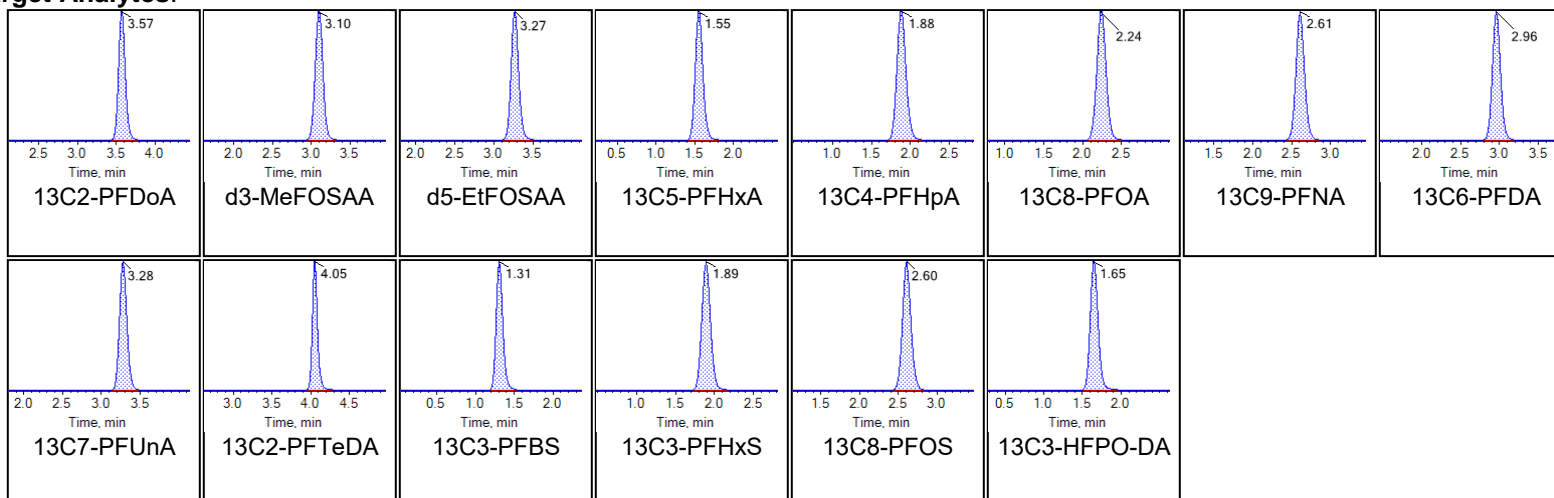 rget Analytes:
3.57
2.5 3.0 3.5 4.0
Time, min
13C2-PFDoA
3.10
2.0 2.5 3.0 3.5
Time, min
d3-MeFOSAA
3.27
2.0 2.5 3.0 3.5
Time, min
d5-EtFOSAA
1.55
0.5 1.0 1.5 2.0
Time, min
13C5-PFHxA
1.88
1.0 1.5 2.0 2.5
Time, min
13C4-PFHpA
2.24
1.0 1.5 2.0 2.5
Time, min
13C8-PFOA
2.61
1.5 2.0 2.5 3.0
Time, min
13C9-PFNA
2.96
2.0 2.5 3.0 3.5
Time, min
13C6-PFDA
3.28
2.0 2.5 3.0 3.5
Time, min
13C7-PFUnA
4.05
3.0 3.5 4.0 4.5
Time, min
13C2-PFTeDA
1.31
0.5 1.0 1.5 2.0
Time, min
13C3-PFBS
1.89
1.0 1.5 2.0 2.5
Time, min
13C3-PFHxS
2.60
1.5 2.0 2.5 3.0
Time, min
13C8-PFOS
1.65
0.5 1.0 1.5 2.0
Time, min
13C3-HFPO-DA